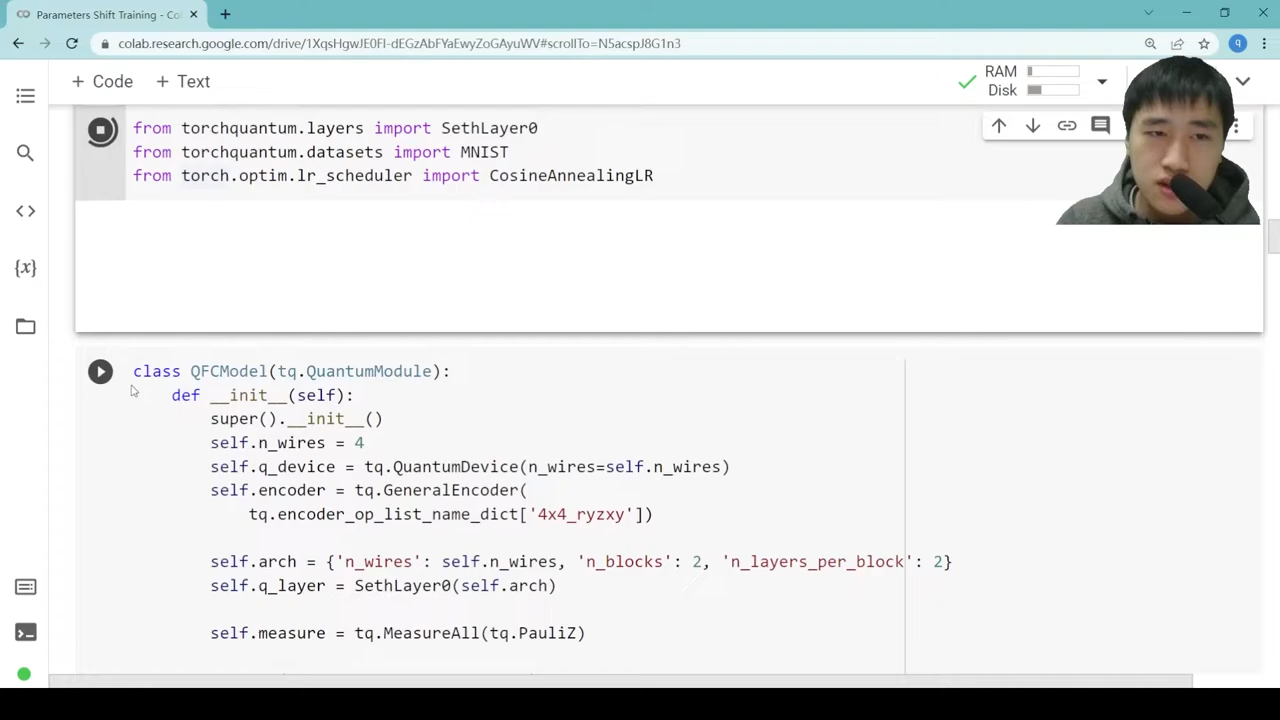 Parameters Shift Training - Co
colab.research.google.com/drive/1XqsHgwJE0FI-dEGzAbFYaEwyZoGAyuWV#scrollTo=N5acspJ8G1n3
+ Code + Text
RAM
Disk
from torchquantum.layers import SethLayer0
from torchquantum.datasets import MNIST
from torch.optim.lr_scheduler import CosineAnnealingLR
class QFCModel(tq.QuantumModule):
def __init__(self):
super().__init__()
self.n_wires = 4
self.q_device = tq.QuantumDevice(n_wires=self.n_wires)
self.encoder = tq.GeneralEncoder(
tq.encoder_op_list_name_dict['4x4_ryzxy'])
self.arch = {'n_wires': self.n_wires, 'n_blocks': 2, 'n_layers_per_block': 2}
self.q_layer = SethLayer0(self.arch)
self.measure = tq.MeasureAll(tq.PauliZ)